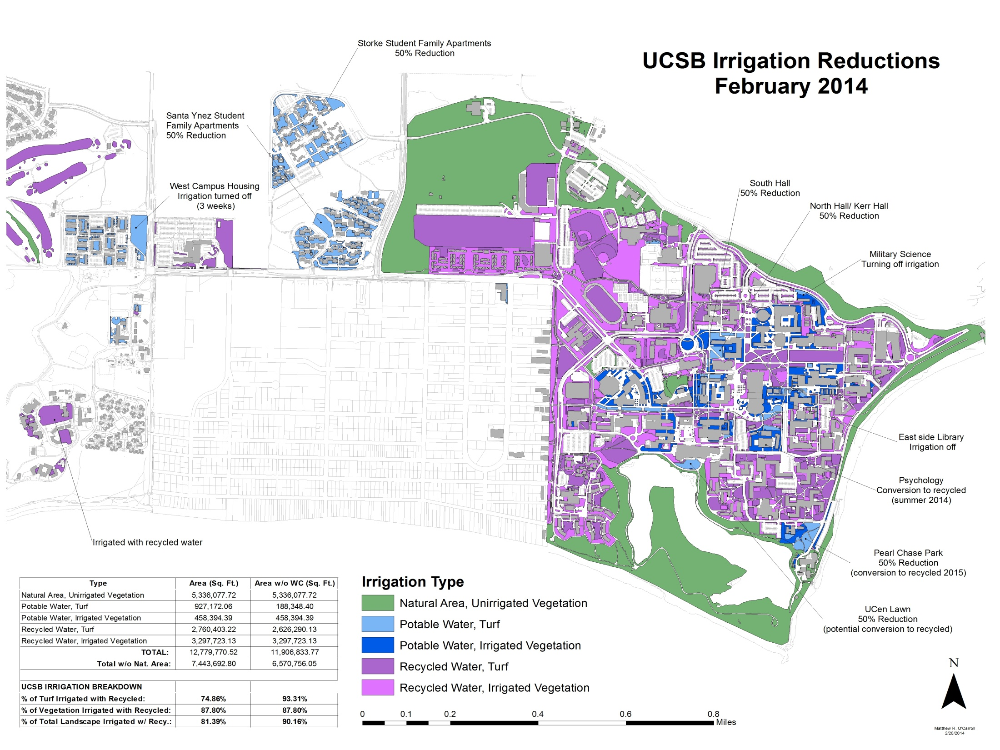 Storke Student Family Apartments
50% Reduction
UCSB Irrigation Reductions
February 2014
Santa Ynez Student
Family Apartments
50% Reduction
West Campus Housing
Irrigation turned off
(3 weeks)
South Hall
50% Reduction
North Hall/ Kerr Hall
50% Reduction
Military Science
Turning off irrigation
East side Library
Irrigation off
Psychology
Conversion to recycled
(summer 2014)
Irrigated with recycled water
Pearl Chase Park
50% Reduction
(conversion to recycled 2015)
UCen Lawn
50% Reduction
(potential conversion to recycled)
Type Area (Sq. Ft.) Area w/o WC (Sq. Ft.)
Natural Area, Unirrigated Vegetation 5,336,077.72 5,336,077.72
Potable Water, Turf 927,172.06 188,348.40
Potable Water, Irrigated Vegetation 458,394.39 458,394.39
Recycled Water, Turf 2,760,403.22 2,626,290.13
Recycled Water, Irrigated Vegetation 3,297,723.13 3,297,723.13
TOTAL: 12,779,770.52 11,906,833.77
Total w/o Nat. Area: 7,443,692.80 6,570,756.05
UCSB IRRIGATION BREAKDOWN
% of Turf Irrigated with Recycled: 74.86% 93.31%
% of Vegetation Irrigated with Recycled: 87.80% 87.80%
% of Total Landscape Irrigated w/ Recy.: 81.39% 90.16%
Irrigation Type
Natural Area, Unirrigated Vegetation
Potable Water, Turf
Potable Water, Irrigated Vegetation
Recycled Water, Turf
Recycled Water, Irrigated Vegetation
0 0.1 0.2 0.4 0.6 0.8
Miles
N
Matthew R. O'Carroll
2/20/2014